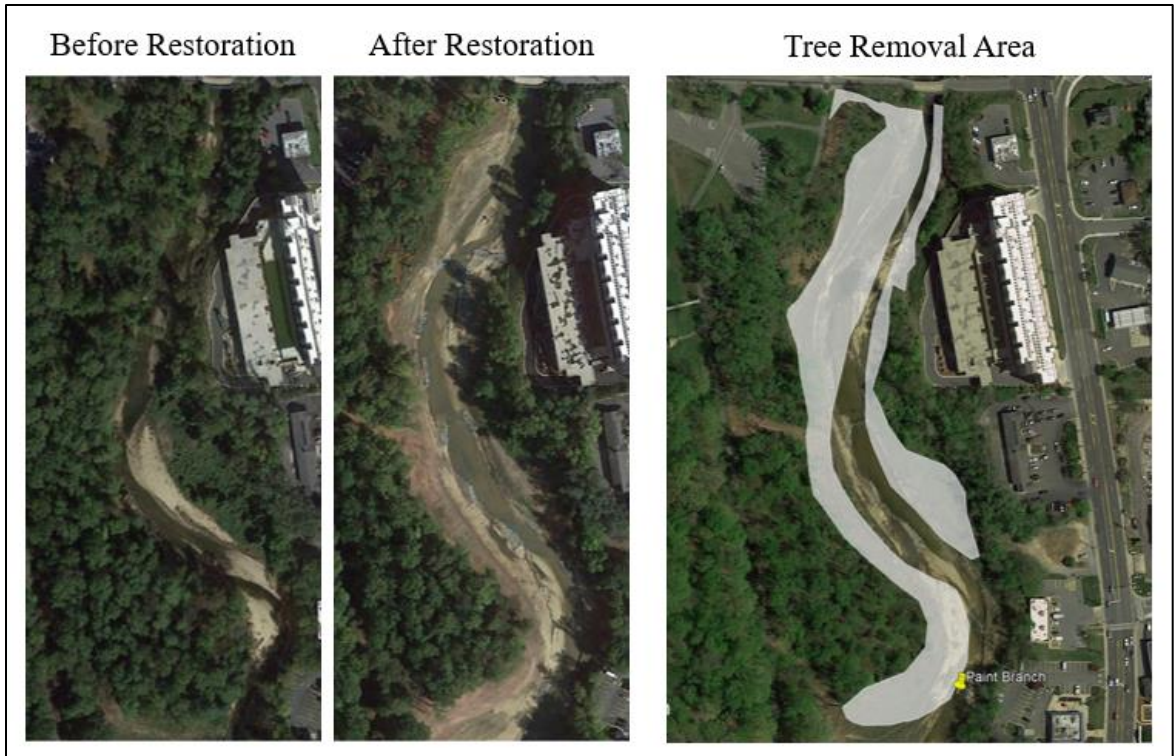 Before Restoration
After Restoration
Tree Removal Area
Paint Branch